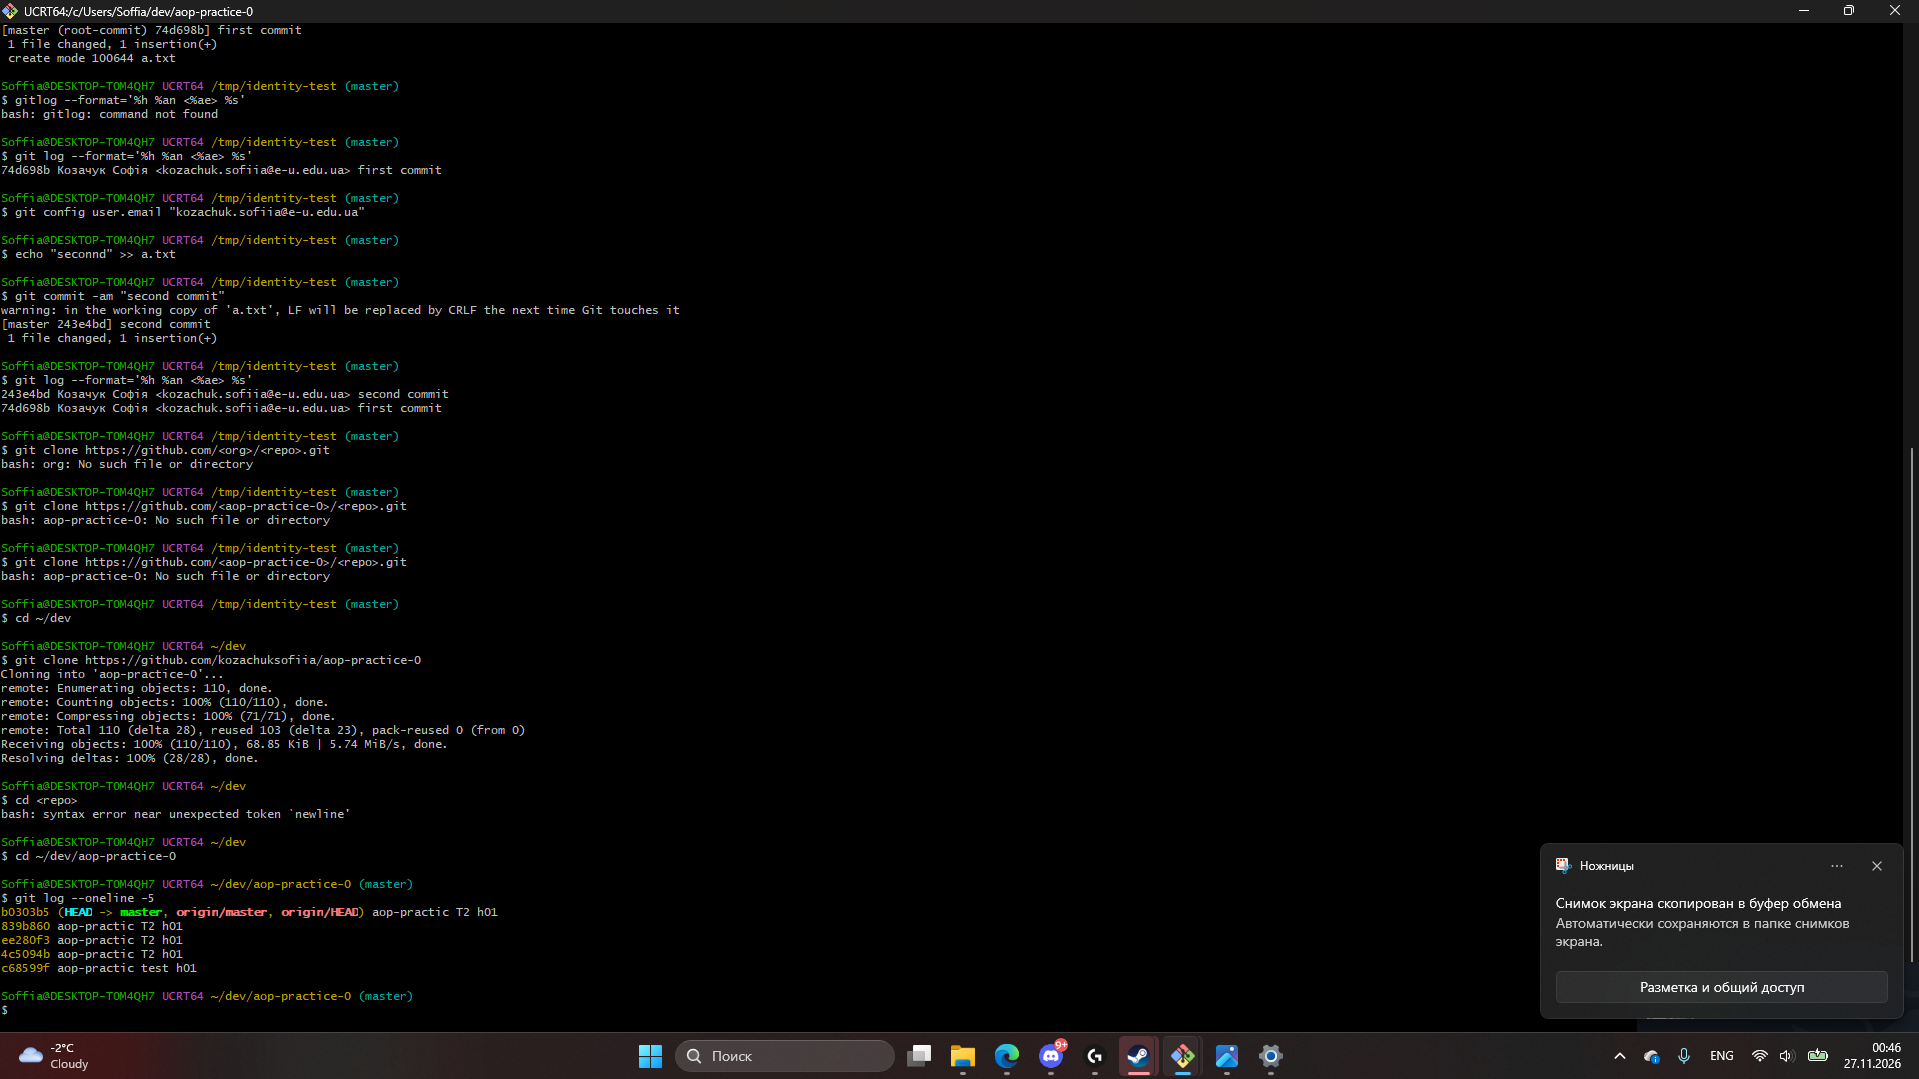 UCRT64:/c/Users/Soffia/dev/aop-practice-0
[master (root-commit) 74d698b] first commit
 1 file changed, 1 insertion(+)
 create mode 100644 a.txt
Soffia@DESKTOP-TOM4QH7 UCRT64 /tmp/identity-test (master)
$ gitlog --format='%h %an <%ae> %s'
bash: gitlog: command not found
Soffia@DESKTOP-TOM4QH7 UCRT64 /tmp/identity-test (master)
$ git log --format='%h %an <%ae> %s'
74d698b Козачук Софія <kozachuk.sofiia@e-u.edu.ua> first commit
Soffia@DESKTOP-TOM4QH7 UCRT64 /tmp/identity-test (master)
$ git config user.email "kozachuk.sofiia@e-u.edu.ua"
Soffia@DESKTOP-TOM4QH7 UCRT64 /tmp/identity-test (master)
$ echo "seconnd" >> a.txt
Soffia@DESKTOP-TOM4QH7 UCRT64 /tmp/identity-test (master)
$ git commit -am "second commit"
warning: in the working copy of 'a.txt', LF will be replaced by CRLF the next time Git touches it
[master 243e4bd] second commit
 1 file changed, 1 insertion(+)
Soffia@DESKTOP-TOM4QH7 UCRT64 /tmp/identity-test (master)
$ git log --format='%h %an <%ae> %s'
243e4bd Козачук Софія <kozachuk.sofiia@e-u.edu.ua> second commit
74d698b Козачук Софія <kozachuk.sofiia@e-u.edu.ua> first commit
Soffia@DESKTOP-TOM4QH7 UCRT64 /tmp/identity-test (master)
$ git clone https://github.com/<org>/<repo>.git
bash: org: No such file or directory
Soffia@DESKTOP-TOM4QH7 UCRT64 /tmp/identity-test (master)
$ git clone https://github.com/<aop-practice-0>/<repo>.git
bash: aop-practice-0: No such file or directory
Soffia@DESKTOP-TOM4QH7 UCRT64 /tmp/identity-test (master)
$ git clone https://github.com/<aop-practice-0>/<repo>.git
bash: aop-practice-0: No such file or directory
Soffia@DESKTOP-TOM4QH7 UCRT64 /tmp/identity-test (master)
$ cd ~/dev
Soffia@DESKTOP-TOM4QH7 UCRT64 ~/dev
$ git clone https://github.com/kozachuksofiia/aop-practice-0
Cloning into 'aop-practice-0'...
remote: Enumerating objects: 110, done.
remote: Counting objects: 100% (110/110), done.
remote: Compressing objects: 100% (71/71), done.
remote: Total 110 (delta 28), reused 103 (delta 23), pack-reused 0 (from 0)
Receiving objects: 100% (110/110), 68.85 KiB | 5.74 MiB/s, done.
Resolving deltas: 100% (28/28), done.
Soffia@DESKTOP-TOM4QH7 UCRT64 ~/dev
$ cd <repo>
bash: syntax error near unexpected token `newline'
Soffia@DESKTOP-TOM4QH7 UCRT64 ~/dev
$ cd ~/dev/aop-practice-0
Soffia@DESKTOP-TOM4QH7 UCRT64 ~/dev/aop-practice-0 (master)
$ git log --oneline -5
b0303b5 (HEAD -> master, origin/master, origin/HEAD) aop-practic T2 h01
839b860 aop-practic T2 h01
ee280f3 aop-practic T2 h01
4c5094b aop-practic T2 h01
c68599f aop-practic test h01
Soffia@DESKTOP-TOM4QH7 UCRT64 ~/dev/aop-practice-0 (master)
$
Ножницы
Снимок экрана скопирован в буфер обмена
Автоматически сохраняются в папке снимков
экрана.
Разметка и общий доступ
-2°C
Cloudy
Поиск
9+
ENG
00:46
27.11.2026